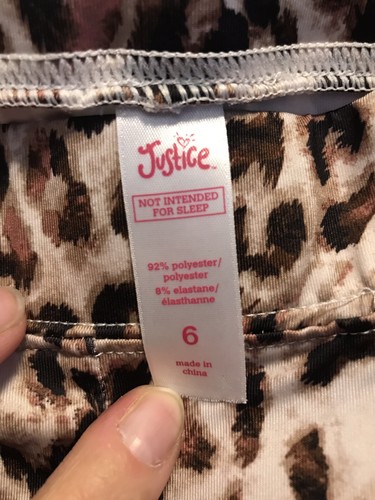 Justice
NOT INTENDED
FOR SLEEP
92% polyester/
polyester
8% elastane/
élasthanne
6
made in
china